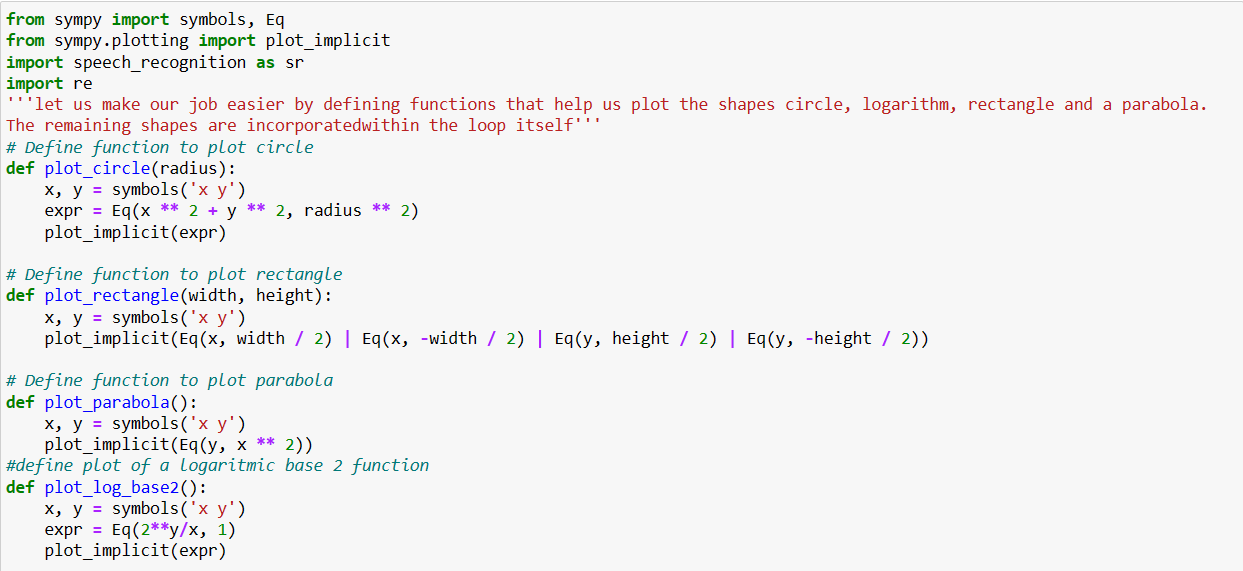 from sympy import symbols, Eq
from sympy.plotting import plot_implicit
import speech_recognition as sr
import re
'''let us make our job easier by defining functions that help us plot the shapes circle, logarithm, rectangle and a parabola.
The remaining shapes are incorporatedwithin the loop itself'''
# Define function to plot circle
def plot_circle(radius):
    x, y = symbols('x y')
    expr = Eq(x ** 2 + y ** 2, radius ** 2)
    plot_implicit(expr)

# Define function to plot rectangle
def plot_rectangle(width, height):
    x, y = symbols('x y')
    plot_implicit(Eq(x, width / 2) | Eq(x, -width / 2) | Eq(y, height / 2) | Eq(y, -height / 2))

# Define function to plot parabola
def plot_parabola():
    x, y = symbols('x y')
    plot_implicit(Eq(y, x ** 2))
#define plot of a logaritmic base 2 function
def plot_log_base2():
    x, y = symbols('x y')
    expr = Eq(2**y/x, 1)
    plot_implicit(expr)